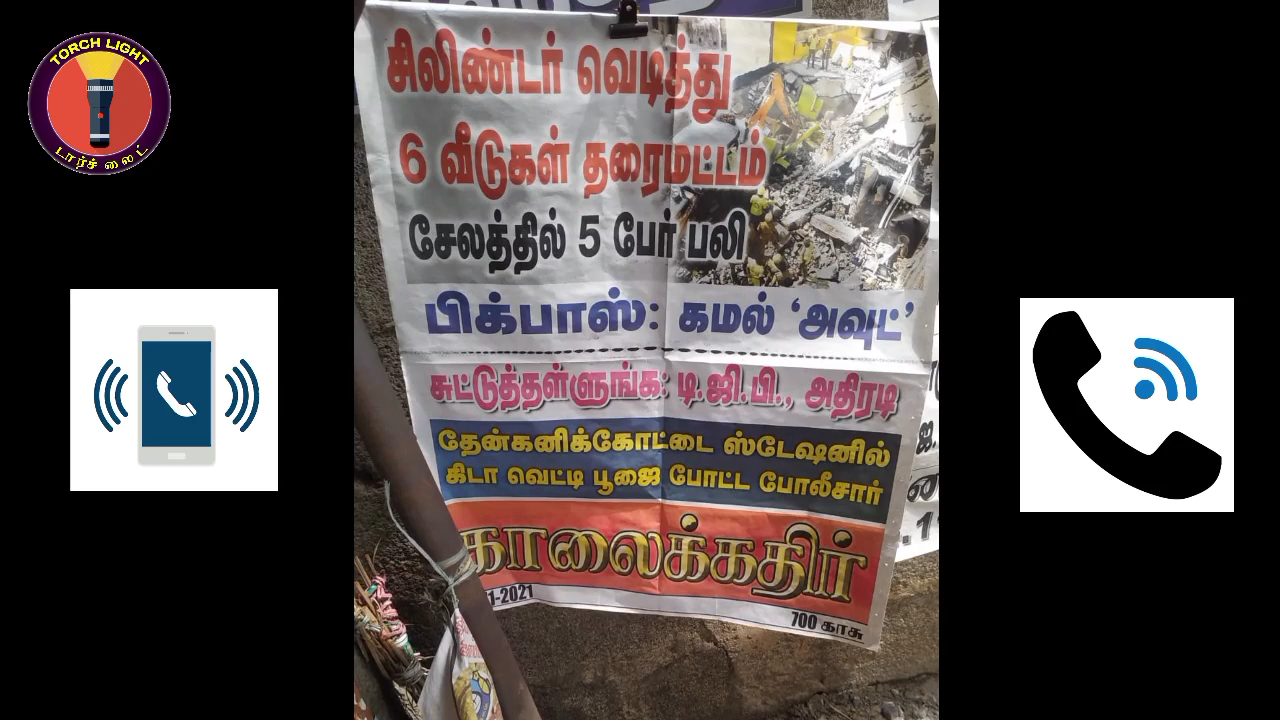 TORCH LIGHT
டார்ச் லைட்
சிலிண்டர் வெடித்து
6 வீடுகள் தரைமட்டம்
சேலத்தில் 5 பேர் பலி
பிக்பாஸ்: கமல் ‘அவுட்’
சுட்டுத்தள்ளுங்க: டி.ஜி.பி., அதிரடி
தேன்கனிக்கோட்டை ஸ்டேஷனில்
கிடா வெட்டி பூஜை போட்ட போலீசார்
காலைக்கதிர்
1-2021
700 காசு